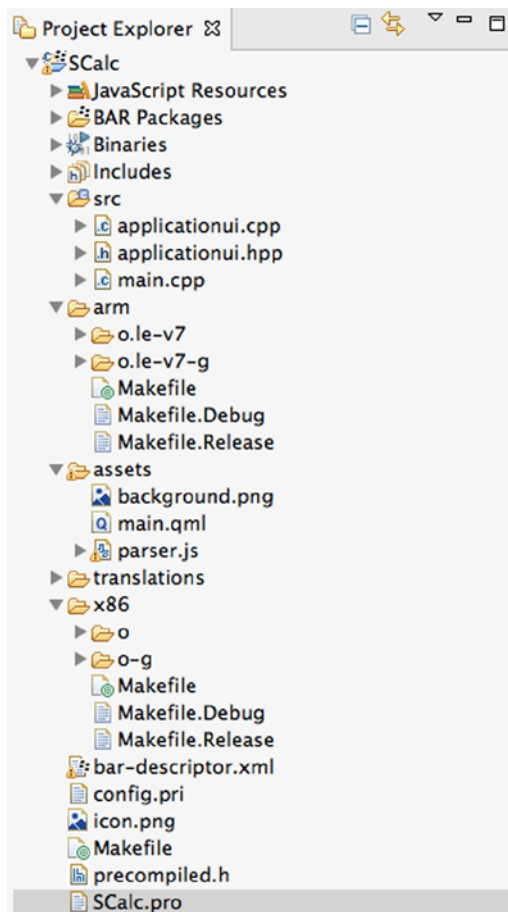 Project Explorer
SCalc
JavaScript Resources
BAR Packages
Binaries
Includes
src
applicationui.cpp
applicationui.hpp
main.cpp
arm
o.le-v7
o.le-v7-g
Makefile
Makefile.Debug
Makefile.Release
assets
background.png
main.qml
parser.js
translations
x86
o
o-g
Makefile
Makefile.Debug
Makefile.Release
bar-descriptor.xml
config.pri
icon.png
Makefile
precompiled.h
SCalc.pro